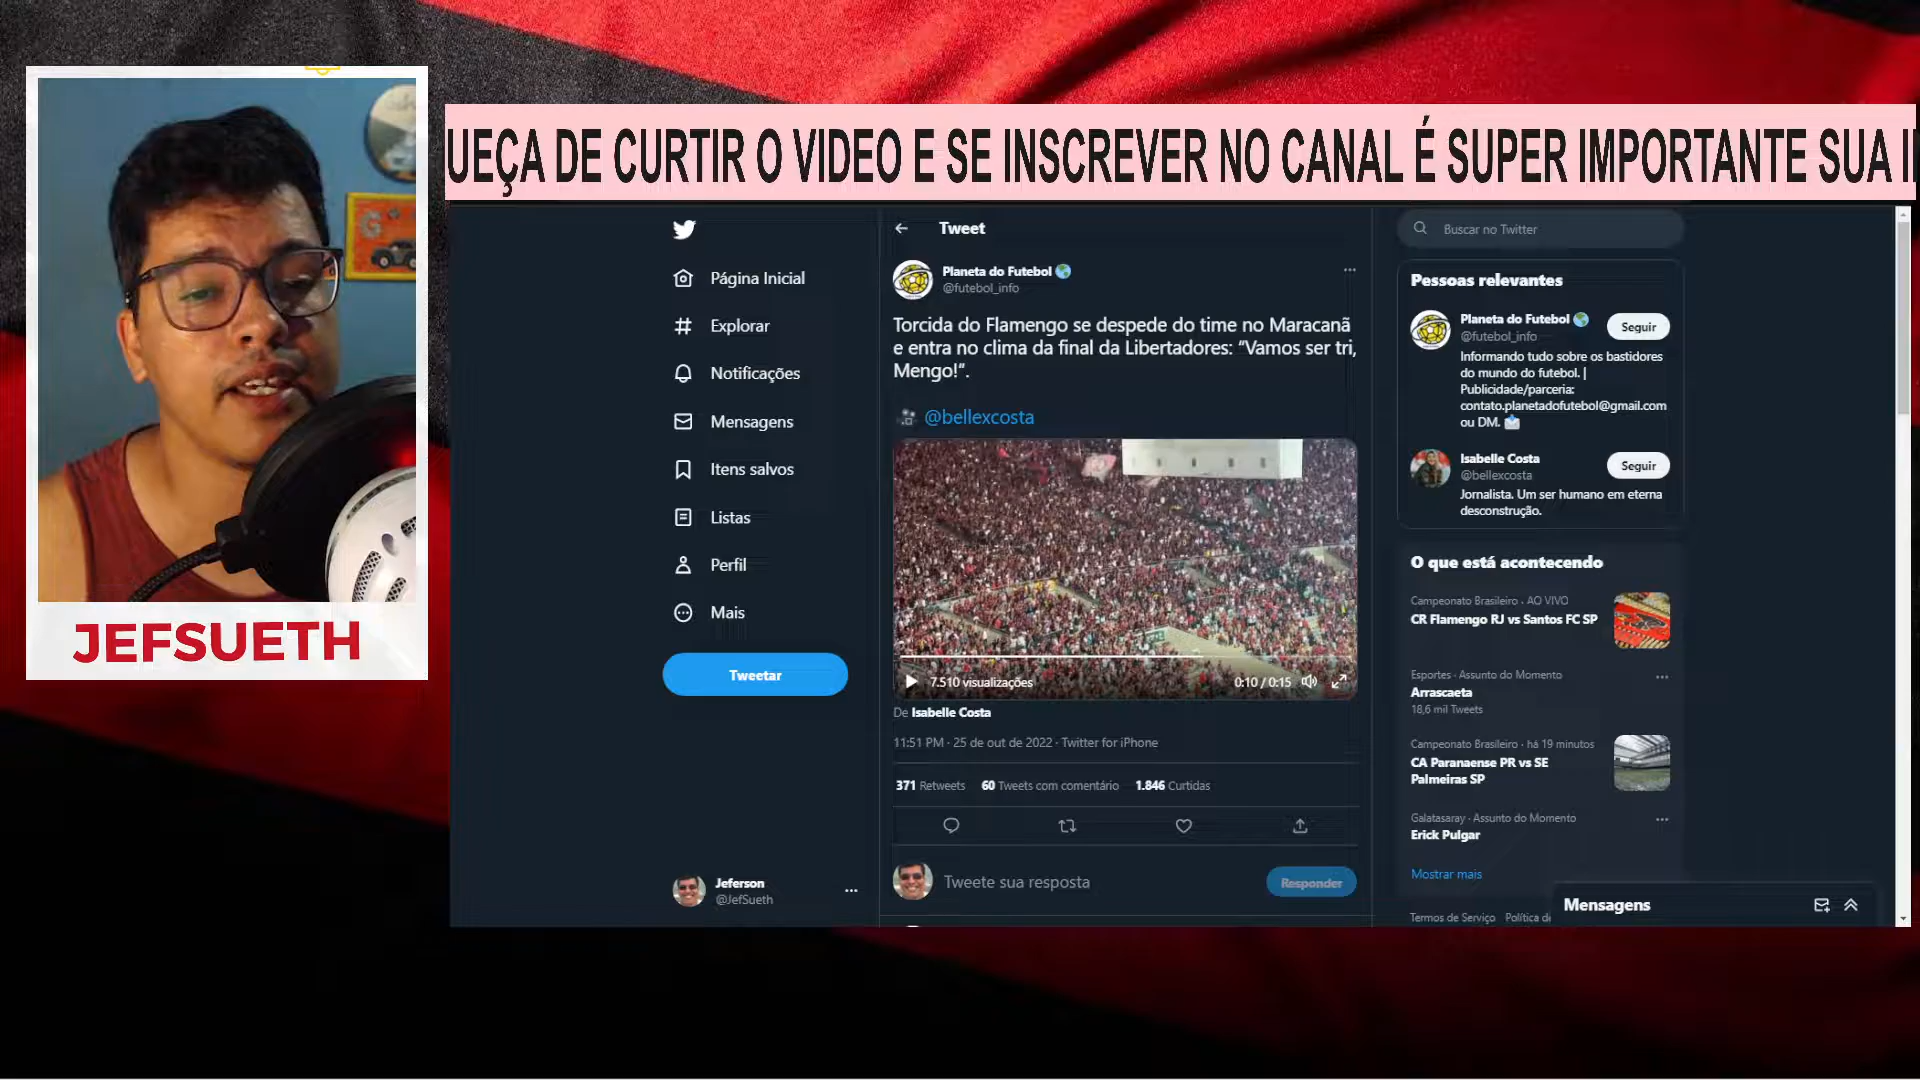 UEÇA DE CURTIR O VIDEO E SE INSCREVER NO CANAL É SUPER IMPORTANTE SUA
JEFSUETH
Página Inicial
Explorar
Notificações
Mensagens
Itens salvos
Listas
Perfil
Mais
Tweetar
Jeferson
@JefSueth
Tweet
Planeta do Futebol
@futebol_info
Torcida do Flamengo se despede do time no Maracanã
e entra no clima da final da Libertadores: “Vamos ser tri,
Mengo!”.
@bellexcosta
7.510 visualizações
0:10 / 0:15
De Isabelle Costa
11:51 PM · 25 de out de 2022 · Twitter for iPhone
371 Retweets 60 Tweets com comentário 1.846 Curtidas
Tweete sua resposta
Responder
Buscar no Twitter
Pessoas relevantes
Planeta do Futebol
@futebol_info
Seguir
Informando tudo sobre os bastidores
do mundo do futebol. |
Publicidade/parceria:
contato.planetadofutebol@gmail.com
ou DM.
Isabelle Costa
@bellexcosta
Seguir
Jornalista. Um ser humano em eterna
desconstrução.
O que está acontecendo
Campeonato Brasileiro · AO VIVO
CR Flamengo RJ vs Santos FC SP
Esportes · Assunto do Momento
Arrascaeta
18,6 mil Tweets
Campeonato Brasileiro · há 19 minutos
CA Paranaense PR vs SE
Palmeiras SP
Galatasaray · Assunto do Momento
Erick Pulgar
Mostrar mais
Termos de Serviço Política de
Mensagens